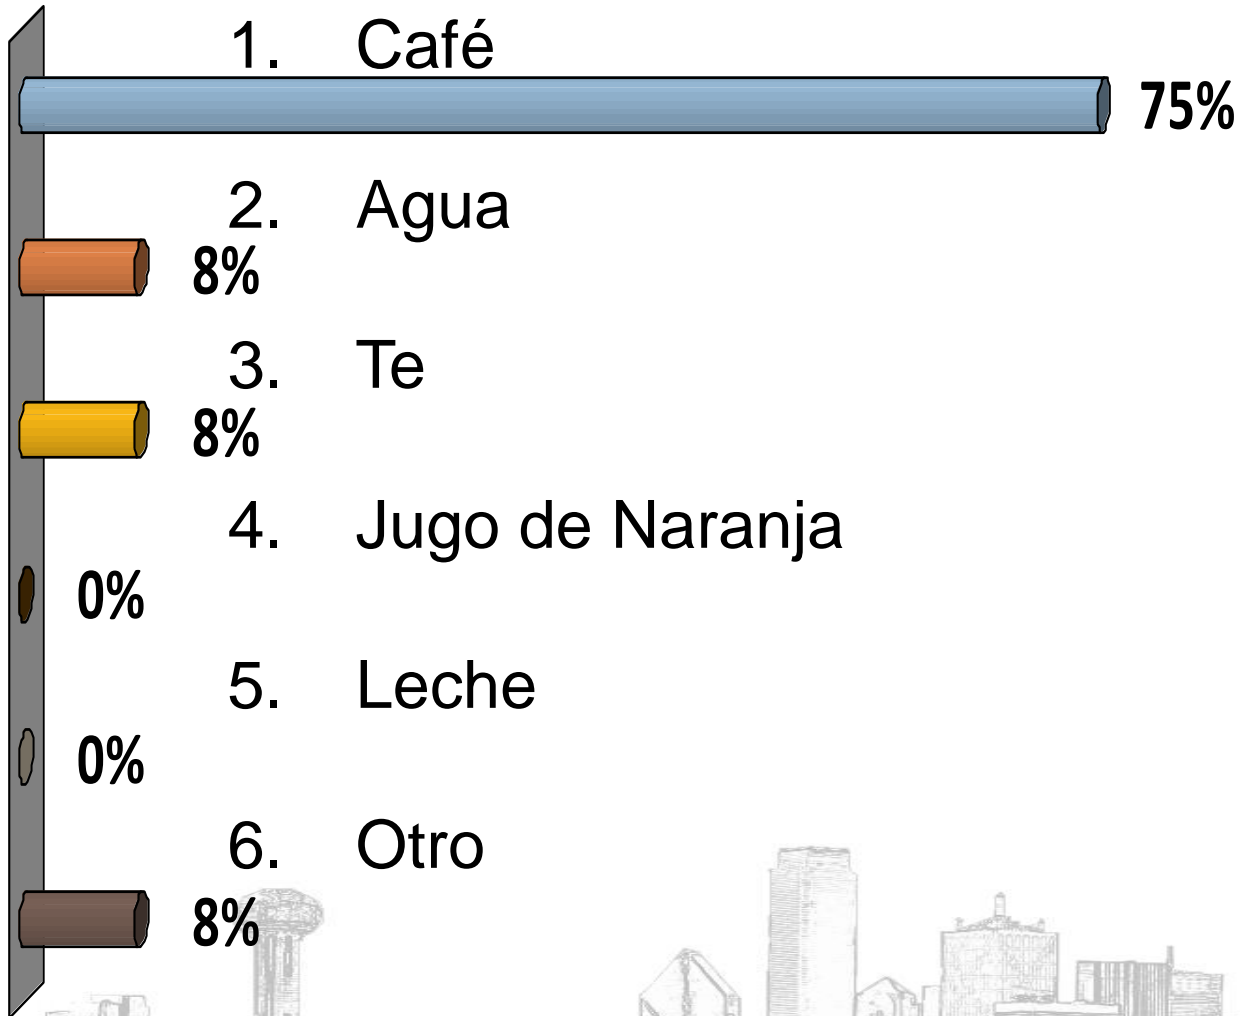 1. Café
75%
2. Agua
8%
3. Te
8%
4. Jugo de Naranja
0%
5. Leche
0%
6. Otro
8%